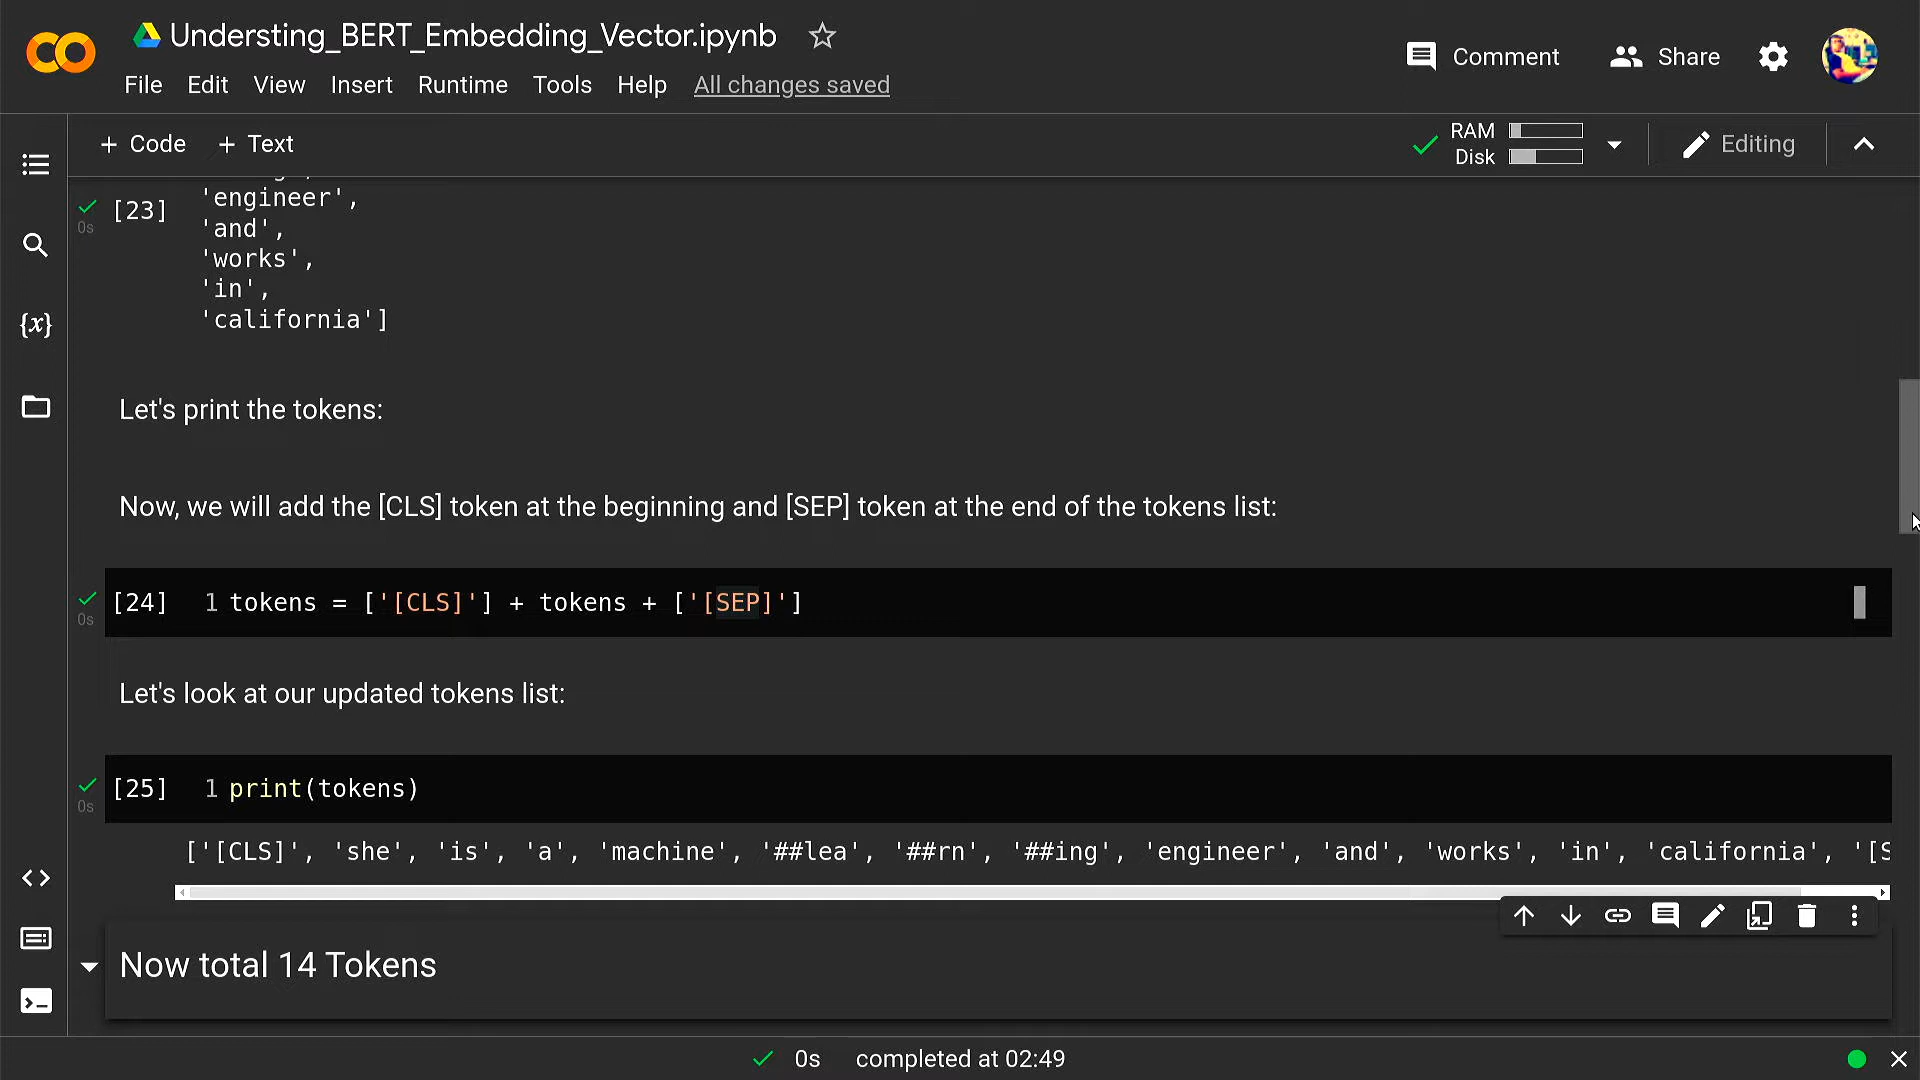 Understing_BERT_Embedding_Vector.ipynb
Comment
Share
File Edit View Insert Runtime Tools Help All changes saved
+ Code + Text
RAM
Disk
Editing
[23]
0s
'engineer',
'and',
'works',
'in',
'california']
{x}
Let's print the tokens:
Now, we will add the [CLS] token at the beginning and [SEP] token at the end of the tokens list:
[24] 1 tokens = ['[CLS]'] + tokens + ['[SEP]']
0s
Let's look at our updated tokens list:
[25] 1 print(tokens)
0s
['[CLS]', 'she', 'is', 'a', 'machine', '##lea', '##rn', '##ing', 'engineer', 'and', 'works', 'in', 'california', '[S
Now total 14 Tokens
0s completed at 02:49